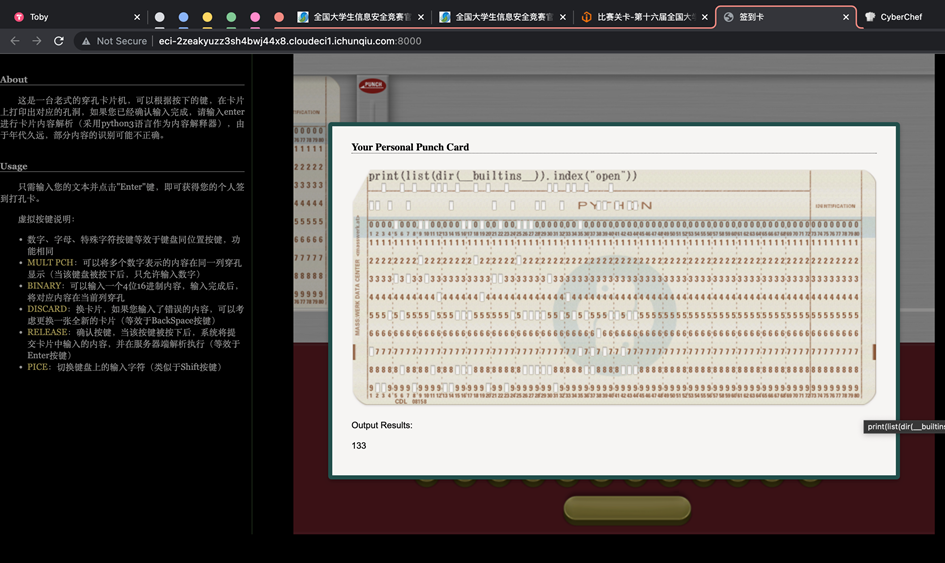 Toby
全国大学生信息安全竞赛官
全国大学生信息安全竞赛官
比赛关卡-第十六届全国大学
签到卡
CyberChef
Not Secure | eci-2zeakyuzz3sh4bwj44x8.cloudeci1.ichunqiu.com:8000
About
这是一台老式的穿孔卡片机，可以根据按下的键，在卡片
上打印出对应的孔洞，如果您已经确认输入完成，请输入enter
进行卡片内容解析（采用python3语言作为内容解释器），由
于年代久远，部分内容的识别可能不正确。
Usage
只需输入您的文本并点击"Enter"键，即可获得您的个人签
到打孔卡。
虚拟按键说明：
数字、字母、特殊字符按键等效于键盘同位置按键，功
能相同
MULT PCH：可以将多个数字表示的内容在同一列穿孔
显示（当该键盘被按下后，只允许输入数字）
BINARY：可以输入一个4位16进制内容，输入完成后，
将对应内容在当前列穿孔
DISCARD：换卡片，如果您输入了错误的内容，可以考
虑更换一张全新的卡片（等效于BackSpace按键）
RELEASE：确认按键，当该按键被按下后，系统将提
交卡片中输入的内容，并在服务器端解析执行（等效于
Enter按键）
PICE：切换键盘上的输入字符（类似于Shift按键）
PUNCH
Your Personal Punch Card
print(list(dir(__builtins__)).index("open"))
PYTHON
IDENTIFICATION
MASS:WERK DATA CENTER
CDL 08158
Output Results:
133
print(list(dir(__builtins